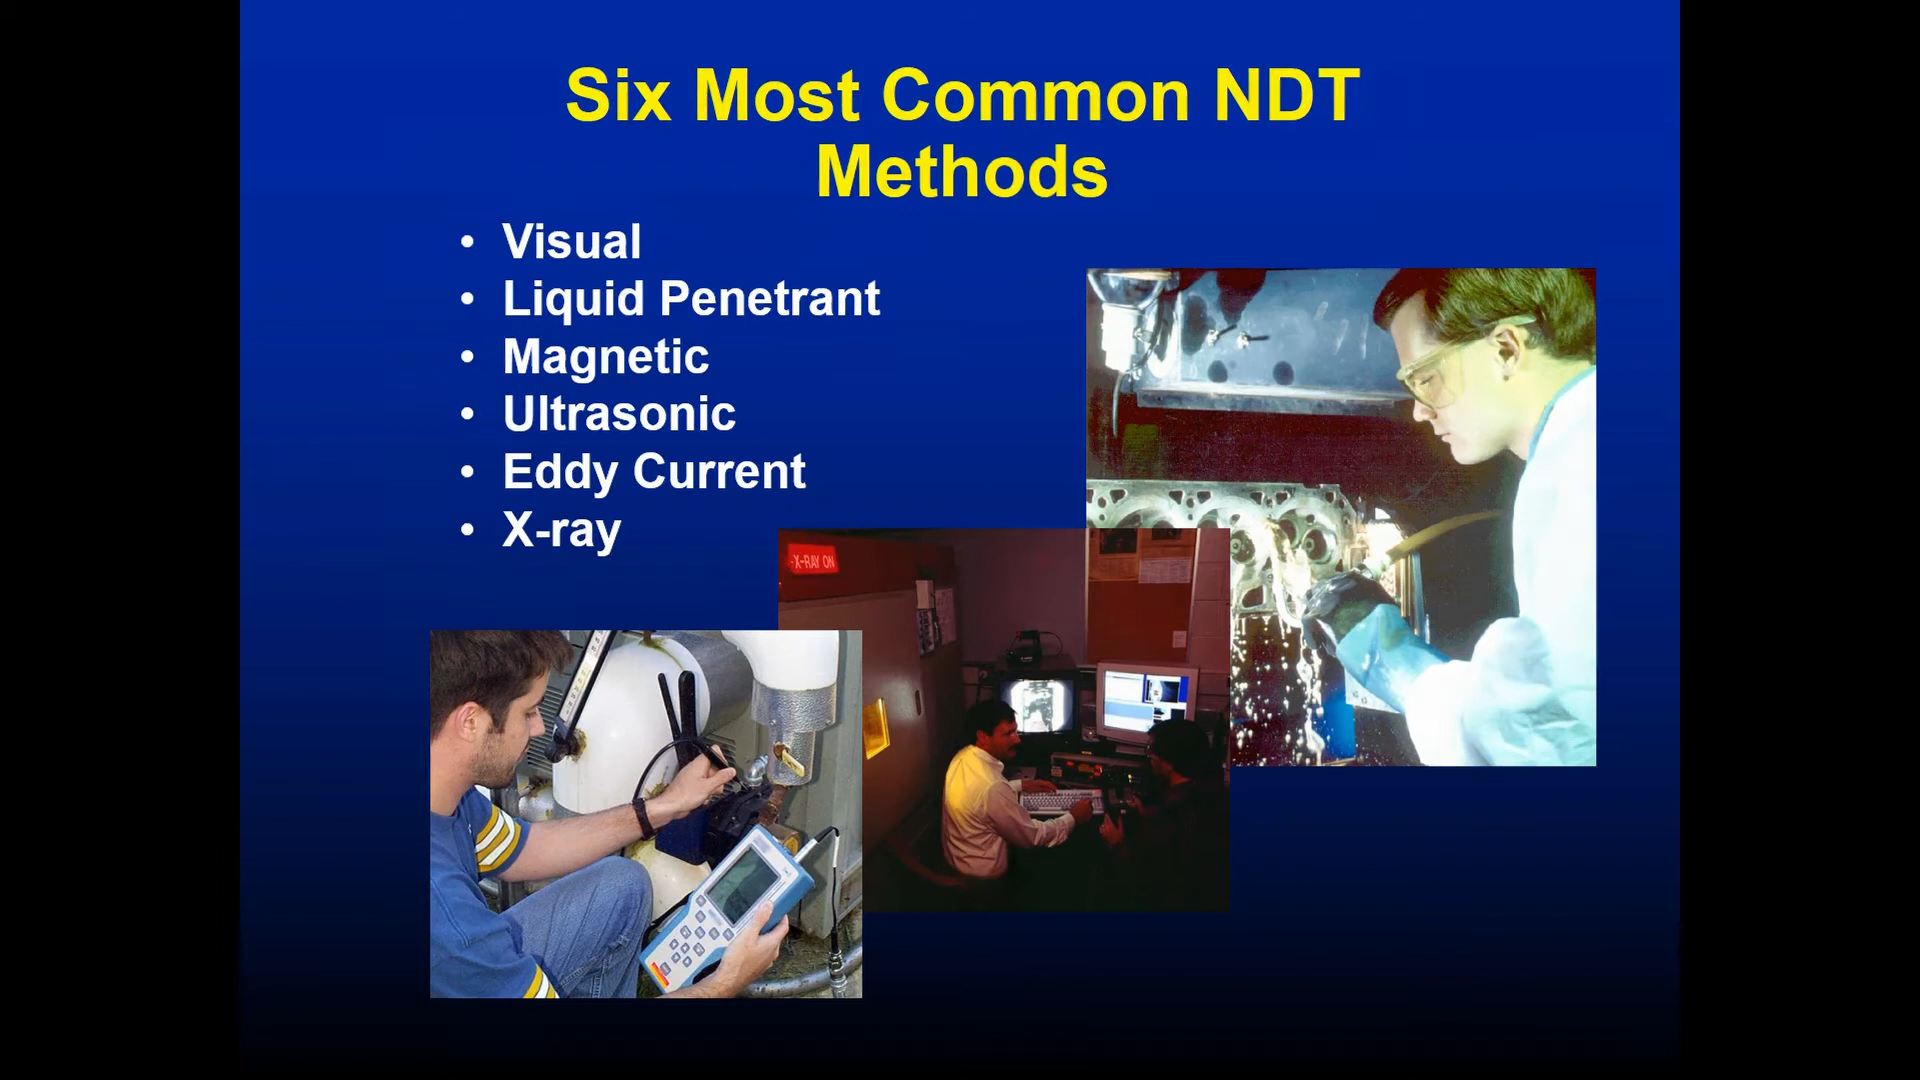 Six Most Common NDT
Methods
• Visual
• Liquid Penetrant
• Magnetic
• Ultrasonic
• Eddy Current
• X-ray
X-RAY ON